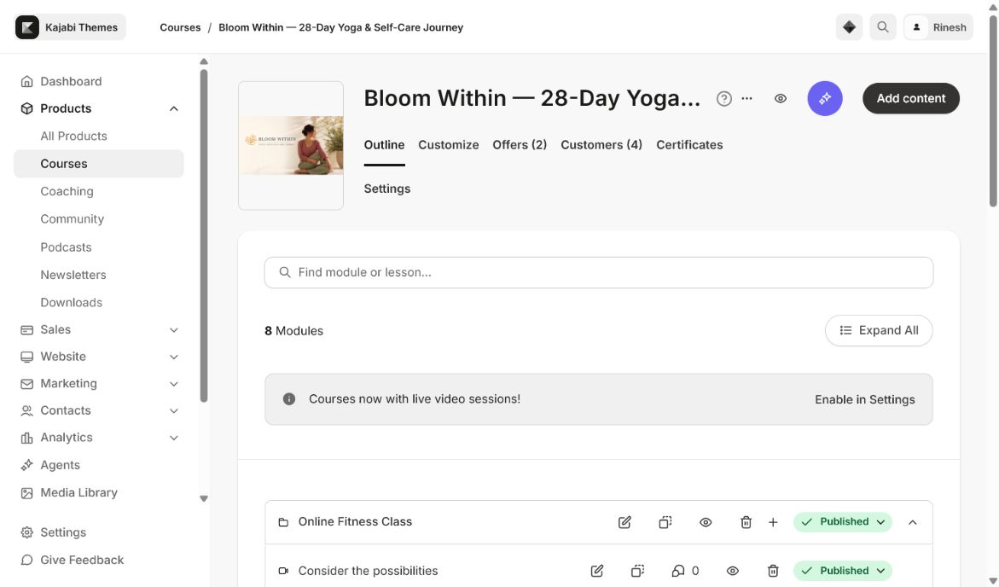 Kajabi Themes
Courses / Bloom Within — 28-Day Yoga & Self-Care Journey
Rinesh
Dashboard
Products
All Products
Courses
Coaching
Community
Podcasts
Newsletters
Downloads
Sales
Website
Marketing
Contacts
Analytics
Agents
Media Library
Settings
Give Feedback
BLOOM WITHIN
Bloom Within — 28-Day Yoga...
Add content
Outline Customize Offers (2) Customers (4) Certificates
Settings
Find module or lesson...
8 Modules
Expand All
Courses now with live video sessions!
Enable in Settings
Online Fitness Class
Published
Consider the possibilities
0
Published